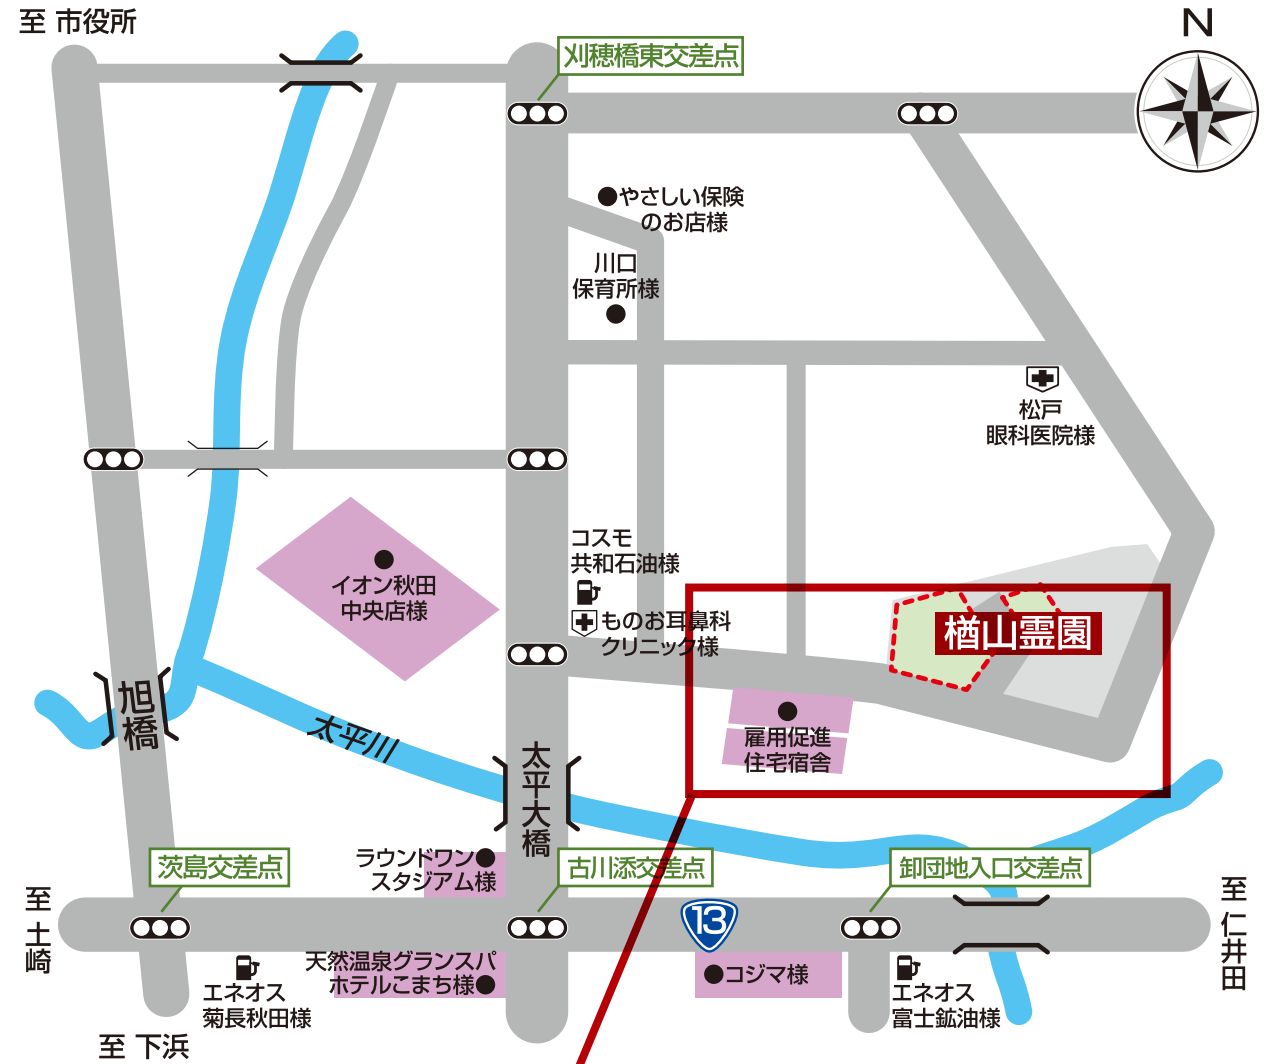 至 市役所
N
刈穂橋東交差点
やさしい保険
のお店様
川口
保育所様
松戸
眼科医院様
コスモ
共和石油様
ものお耳鼻科
クリニック様
イオン秋田
中央店様
楢山霊園
旭橋
太平川
太平大橋
雇用促進
住宅宿舎
ラウンドワン
スタジアム様
茨島交差点
古川添交差点
卸団地入口交差点
至 土崎
13
至 仁井田
天然温泉グランスパ
ホテルこまち様
コジマ様
エネオス
菊長秋田様
エネオス
富士鉱油様
至 下浜